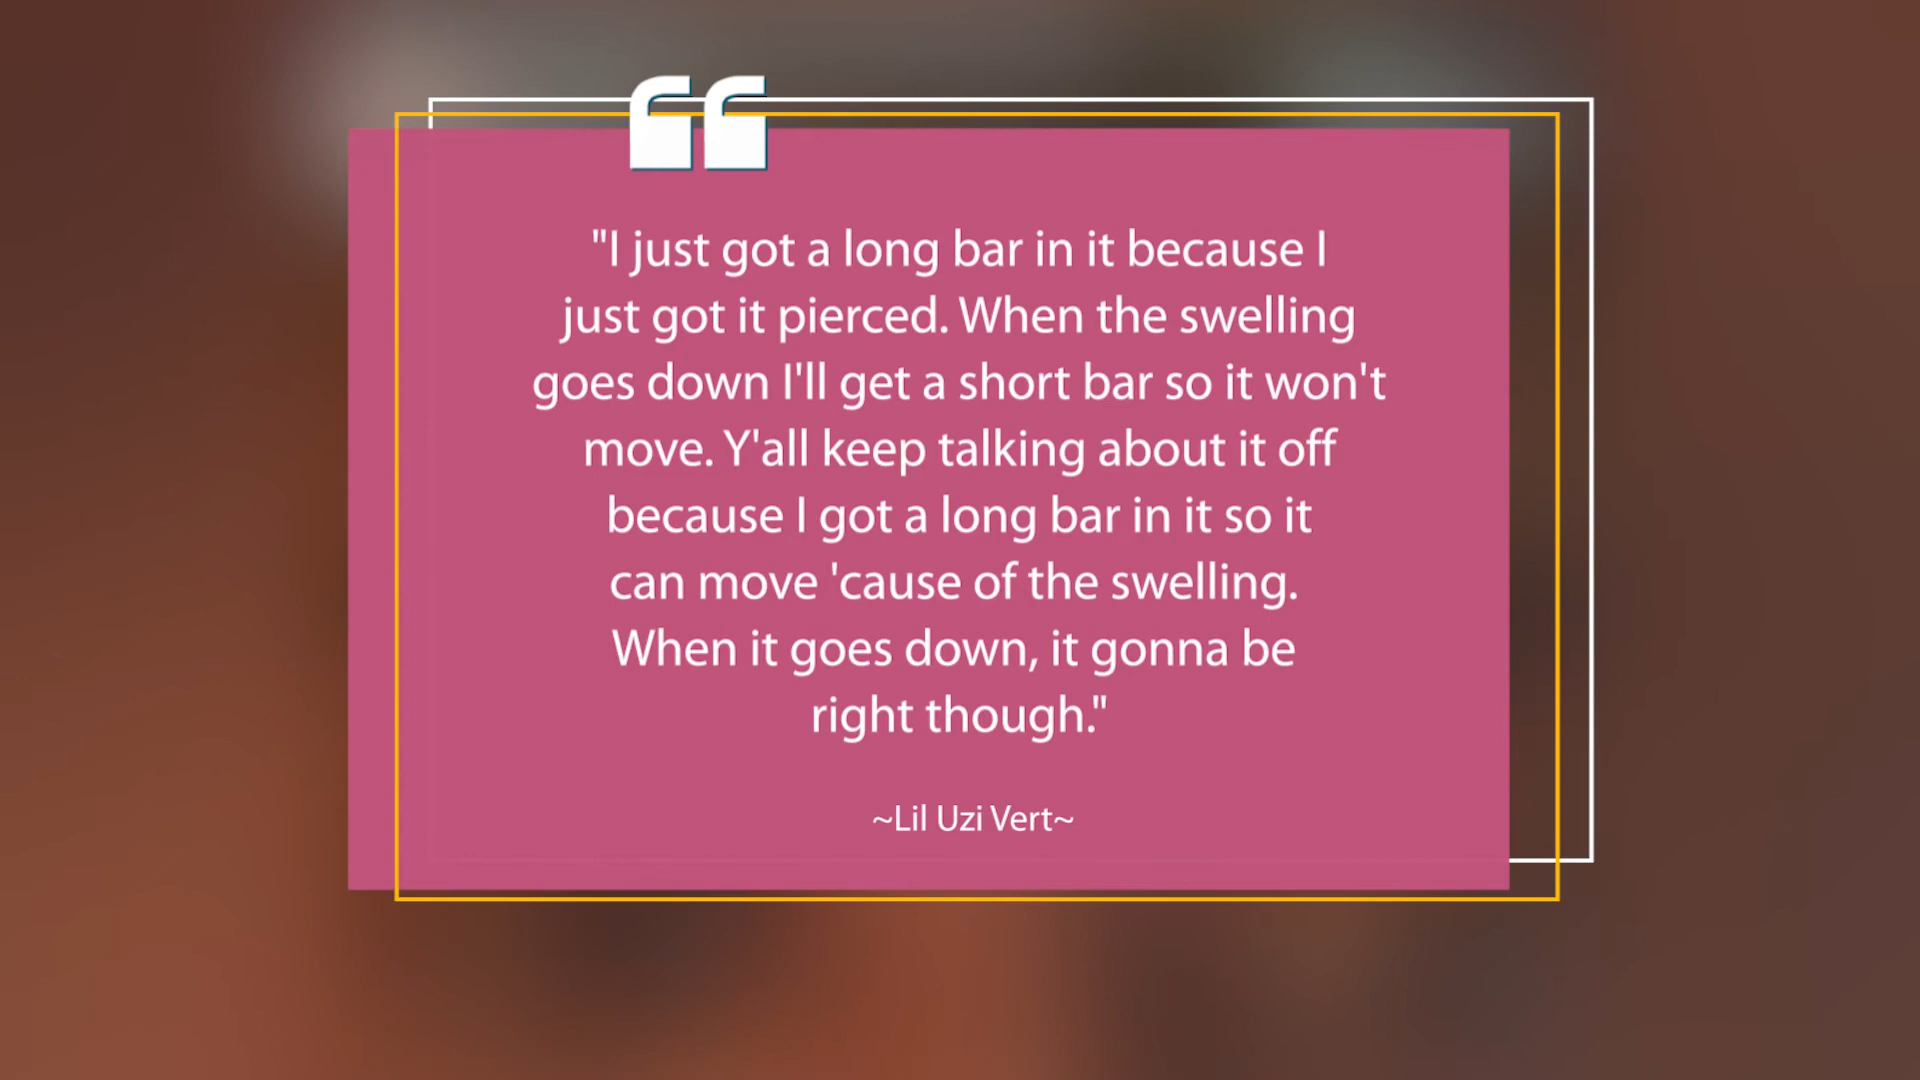 "I just got a long bar in it because I
just got it pierced. When the swelling
goes down I'll get a short bar so it won't
move. Y'all keep talking about it off
because I got a long bar in it so it
can move 'cause of the swelling.
When it goes down, it gonna be
right though."
~Lil Uzi Vert~